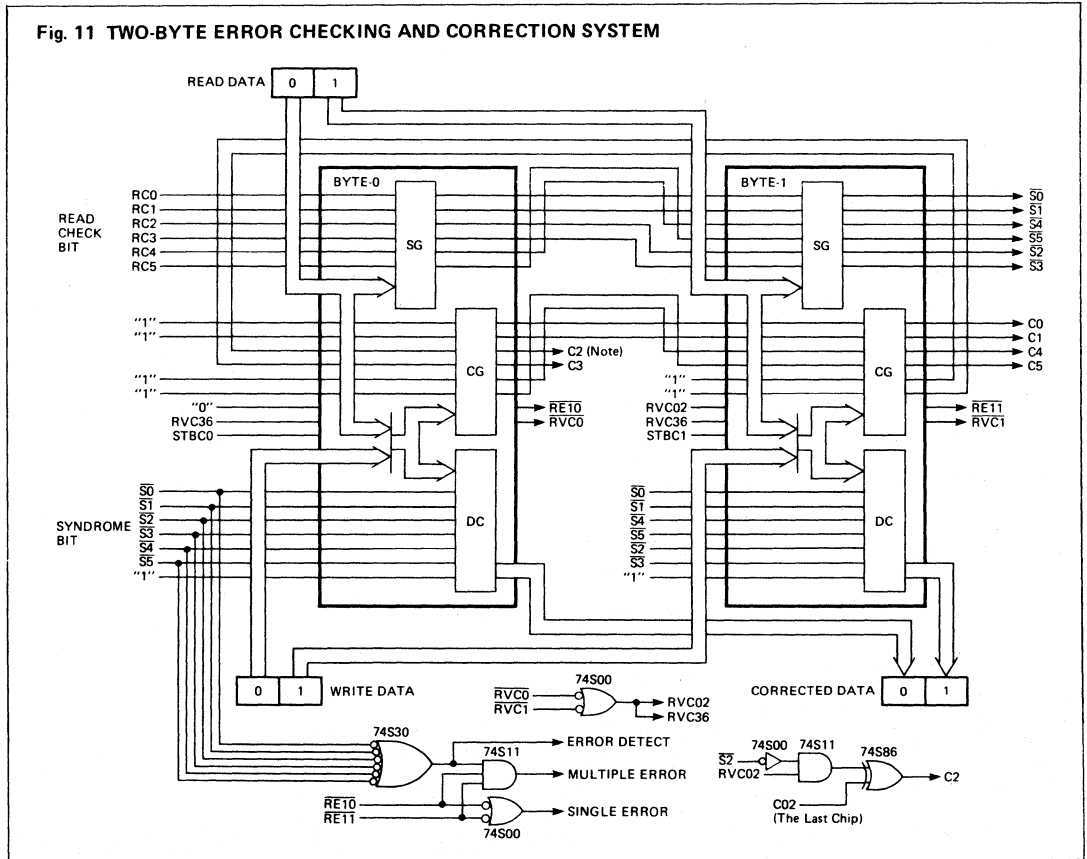 Fig. 11 TWO-BYTE ERROR CHECKING AND CORRECTION SYSTEM
READ DATA 0 1
BYTE-0
BYTE-1
READ CHECK BIT
RC0
RC1
RC2
RC3
RC4
RC5
SG
SG
S̅0̅
S̅1̅
S̅4̅
S̅5̅
S̅2̅
S̅3̅
"1"
"1"
"1"
"1"
"0"
RVC36
STBC0
CG
C2 (Note)
C3
R̅E̅1̅0̅
R̅V̅C̅0̅
"1"
"1"
RVC02
RVC36
STBC1
CG
C0
C1
C4
C5
R̅E̅1̅1̅
R̅V̅C̅1̅
SYNDROME BIT
S̅0̅
S̅1̅
S̅2̅
S̅3̅
S̅4̅
S̅5̅
"1"
DC
S̅0̅
S̅1̅
S̅4̅
S̅5̅
S̅2̅
S̅3̅
"1"
DC
0 1 WRITE DATA
CORRECTED DATA 0 1
74S00
R̅V̅C̅0̅
R̅V̅C̅1̅
RVC02
RVC36
74S30
ERROR DETECT
74S11
MULTIPLE ERROR
R̅E̅1̅0̅
R̅E̅1̅1̅
SINGLE ERROR
74S00
74S00 74S11 74S86
S̅2̅
RVC02
C2
C02
(The Last Chip)